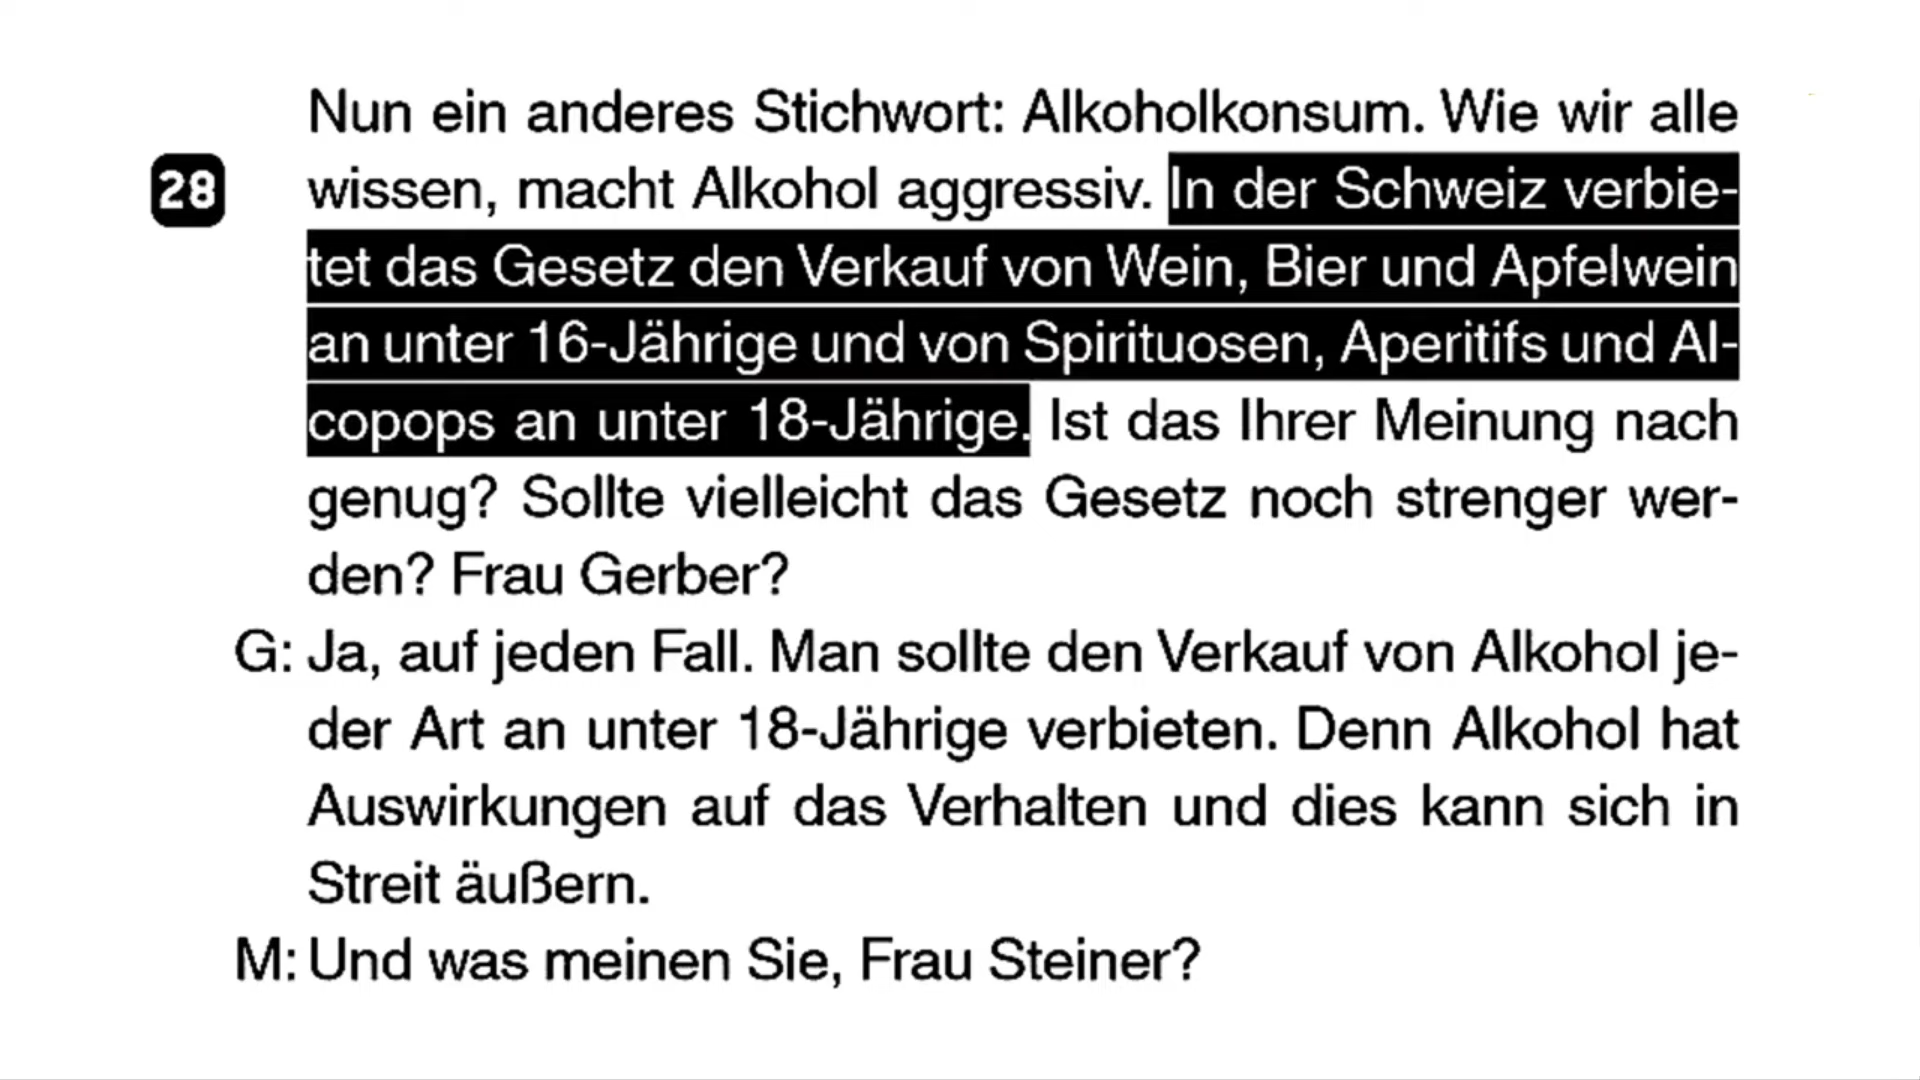 Nun ein anderes Stichwort: Alkoholkonsum. Wie wir alle
28 wissen, macht Alkohol aggressiv. In der Schweiz verbie-
tet das Gesetz den Verkauf von Wein, Bier und Apfelwein
an unter 16-Jährige und von Spirituosen, Aperitifs und Al-
copops an unter 18-Jährige. Ist das Ihrer Meinung nach
genug? Sollte vielleicht das Gesetz noch strenger wer-
den? Frau Gerber?
G: Ja, auf jeden Fall. Man sollte den Verkauf von Alkohol je-
der Art an unter 18-Jährige verbieten. Denn Alkohol hat
Auswirkungen auf das Verhalten und dies kann sich in
Streit äußern.
M: Und was meinen Sie, Frau Steiner?